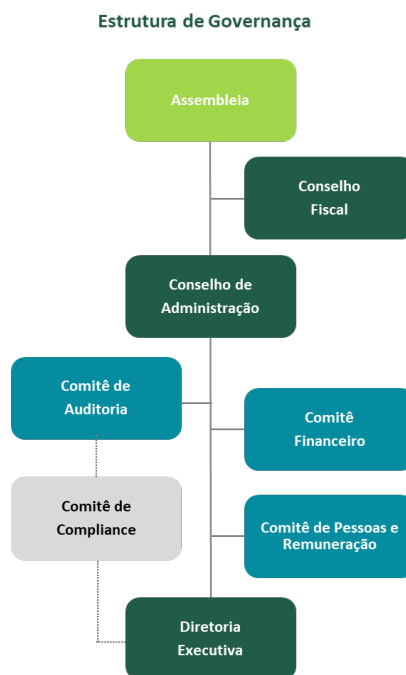 Estrutura de Governança
Assembleia
Conselho
Fiscal
Conselho de
Administração
Comitê de
Auditoria
Comitê
Financeiro
Comitê de
Compliance
Comitê de Pessoas e
Remuneração
Diretoria
Executiva